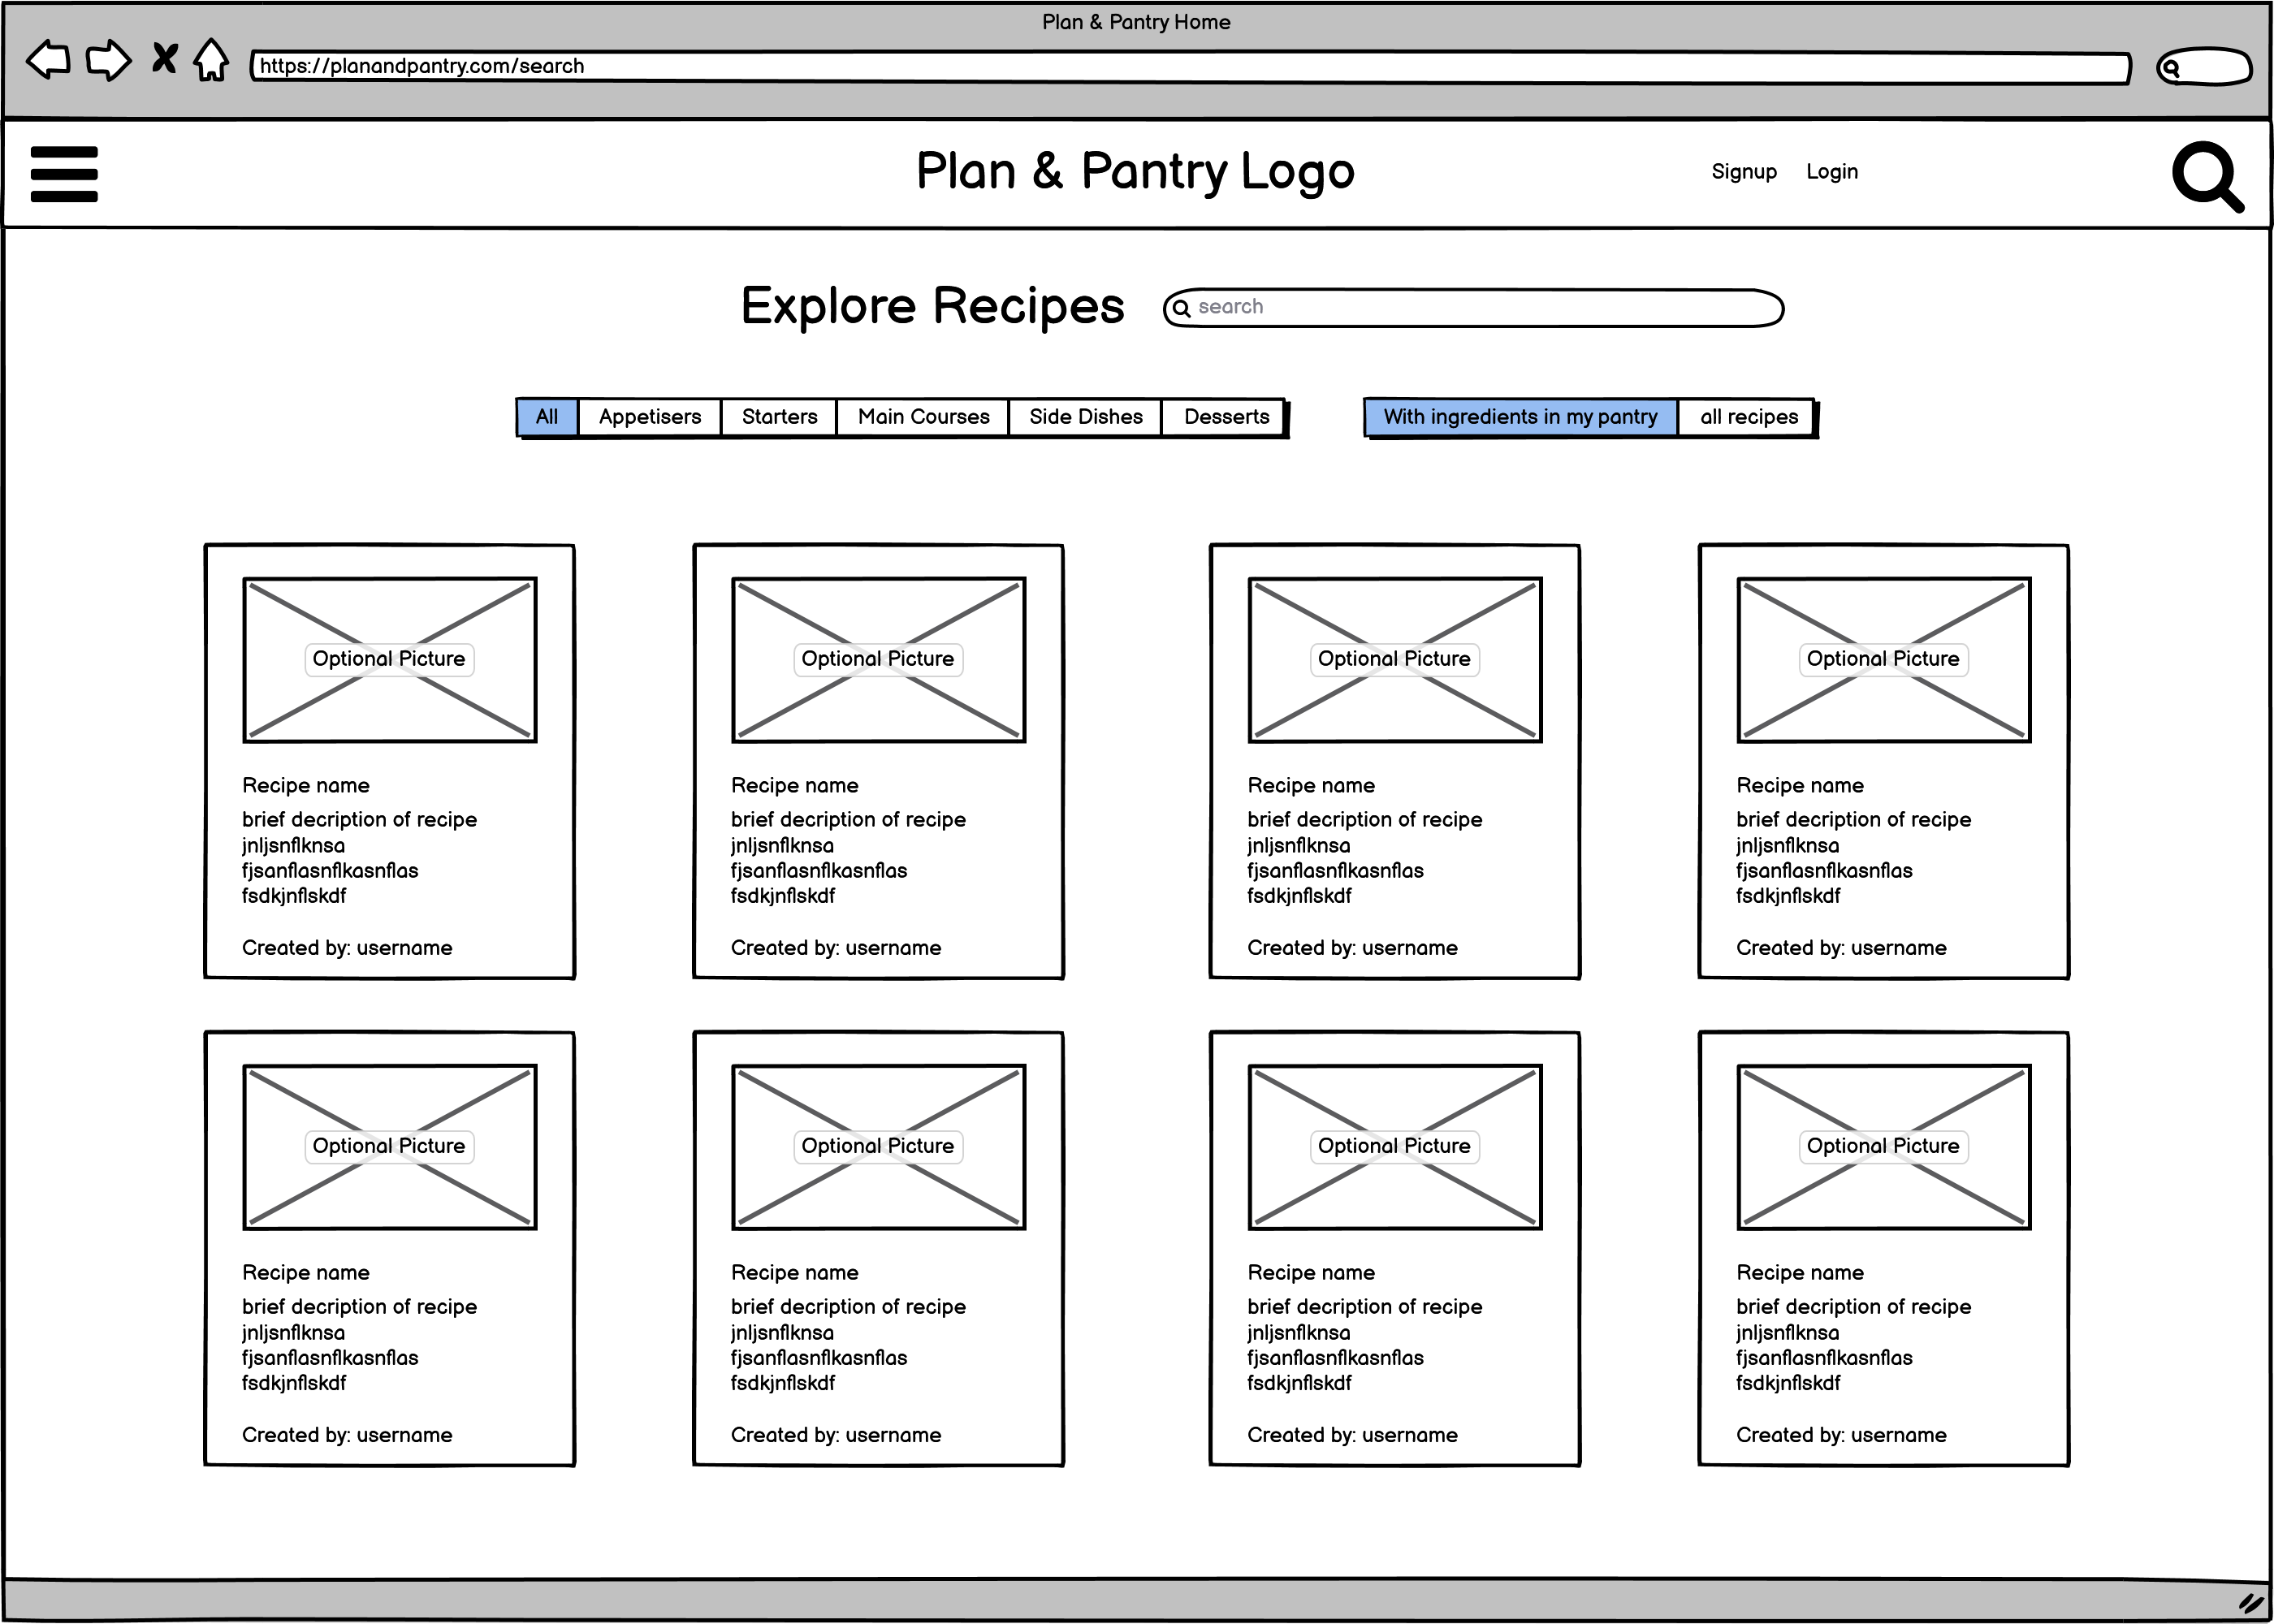 Plan & Pantry Home
https://planandpantry.com/search
Plan & Pantry Logo
Signup Login
Explore Recipes
search
All Appetisers Starters Main Courses Side Dishes Desserts
With ingredients in my pantry all recipes
Optional Picture
Recipe name
brief decription of recipe
jnljsnflknsa
fjsanflasnflkasnflas
fsdkjnflskdf
Created by: username
Optional Picture
Recipe name
brief decription of recipe
jnljsnflknsa
fjsanflasnflkasnflas
fsdkjnflskdf
Created by: username
Optional Picture
Recipe name
brief decription of recipe
jnljsnflknsa
fjsanflasnflkasnflas
fsdkjnflskdf
Created by: username
Optional Picture
Recipe name
brief decription of recipe
jnljsnflknsa
fjsanflasnflkasnflas
fsdkjnflskdf
Created by: username
Optional Picture
Recipe name
brief decription of recipe
jnljsnflknsa
fjsanflasnflkasnflas
fsdkjnflskdf
Created by: username
Optional Picture
Recipe name
brief decription of recipe
jnljsnflknsa
fjsanflasnflkasnflas
fsdkjnflskdf
Created by: username
Optional Picture
Recipe name
brief decription of recipe
jnljsnflknsa
fjsanflasnflkasnflas
fsdkjnflskdf
Created by: username
Optional Picture
Recipe name
brief decription of recipe
jnljsnflknsa
fjsanflasnflkasnflas
fsdkjnflskdf
Created by: username